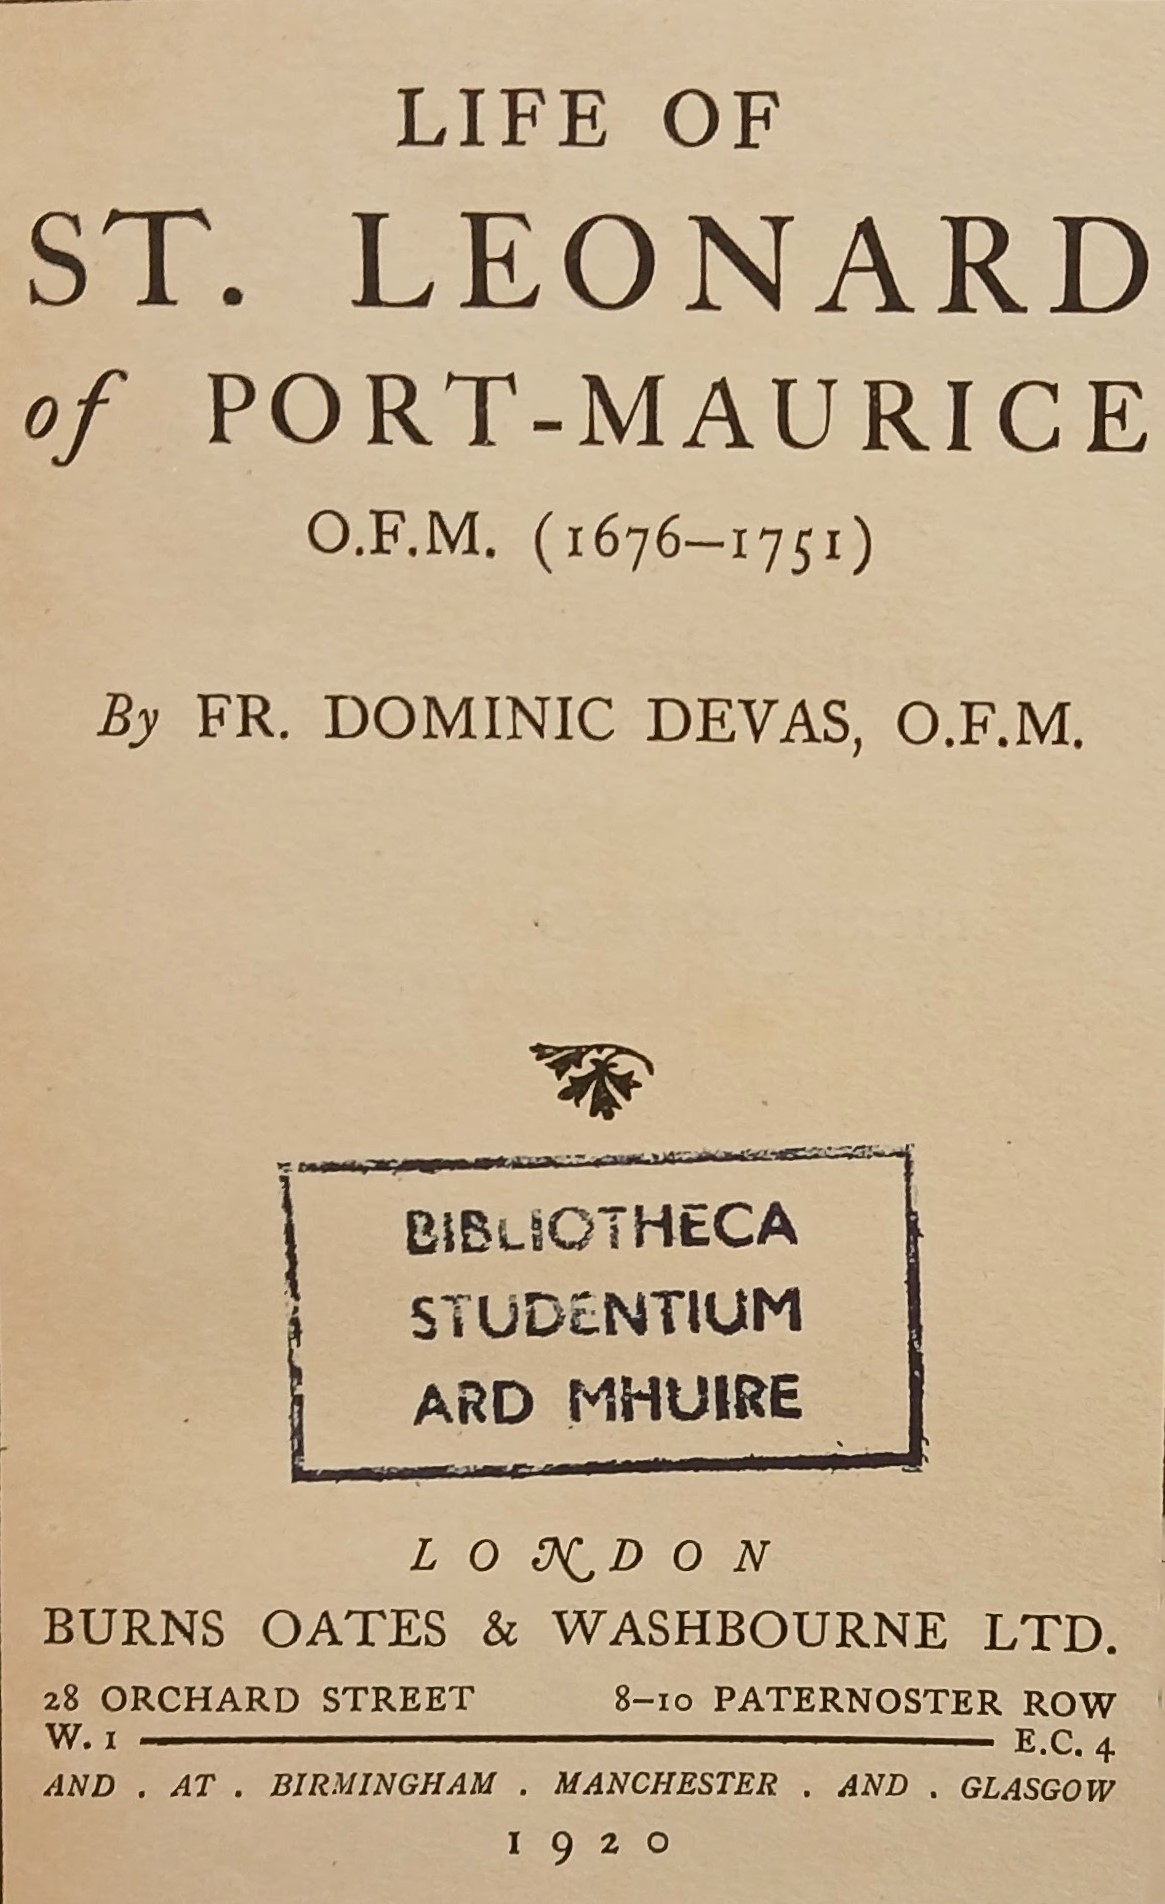 LIFE OF
ST. LEONARD
of PORT-MAURICE
O.F.M. (1676–1751)
By FR. DOMINIC DEVAS, O.F.M.
BIBLIOTHECA
STUDENTIUM
ARD MHUIRE
LONDON
BURNS OATES & WASHBOURNE LTD.
28 ORCHARD STREET 8–10 PATERNOSTER ROW
W. 1 E.C. 4
AND . AT . BIRMINGHAM . MANCHESTER . AND . GLASGOW
1920